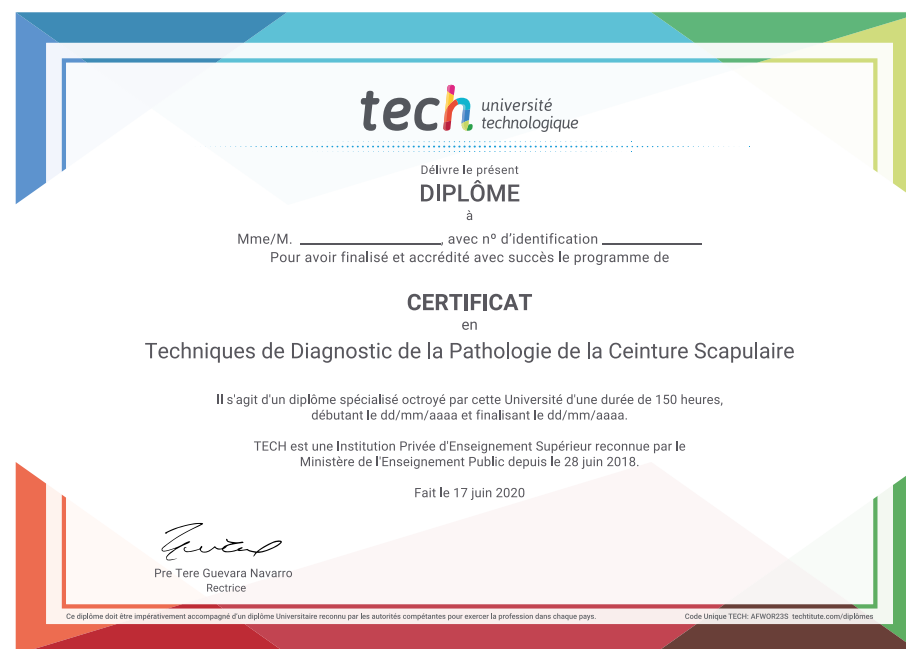 tech université
technologique
Délivre le présent
DIPLÔME
à
Mme/M. ____________________, avec nº d'identification ______________
Pour avoir finalisé et accrédité avec succès le programme de
CERTIFICAT
en
Techniques de Diagnostic de la Pathologie de la Ceinture Scapulaire
Il s'agit d'un diplôme spécialisé octroyé par cette Université d'une durée de 150 heures,
débutant le dd/mm/aaaa et finalisant le dd/mm/aaaa.
TECH est une Institution Privée d'Enseignement Supérieur reconnue par le
Ministère de l'Enseignement Public depuis le 28 juin 2018.
Fait le 17 juin 2020
Pre Tere Guevara Navarro
Rectrice
Ce diplôme doit être impérativement accompagné d'un diplôme Universitaire reconnu par les autorités compétantes pour exercer la profession dans chaque pays.
Code Unique TECH: AFWOR23S techtitute.com/diplômes